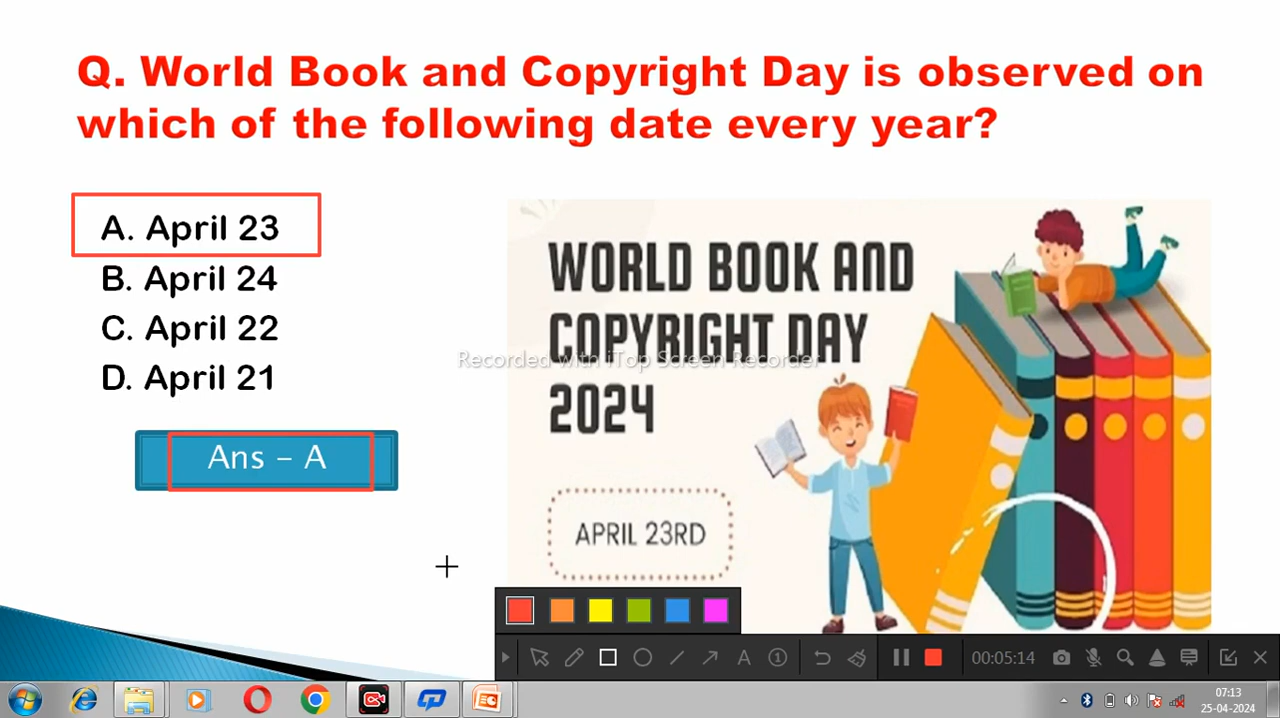 Q. World Book and Copyright Day is observed on
which of the following date every year?
A. April 23
B. April 24
C. April 22
D. April 21
Ans – A
WORLD BOOK AND
COPYRIGHT DAY
2024
APRIL 23RD
Recorded with iTop Screen Recorder
A
1
00:05:14
07:13
25-04-2024